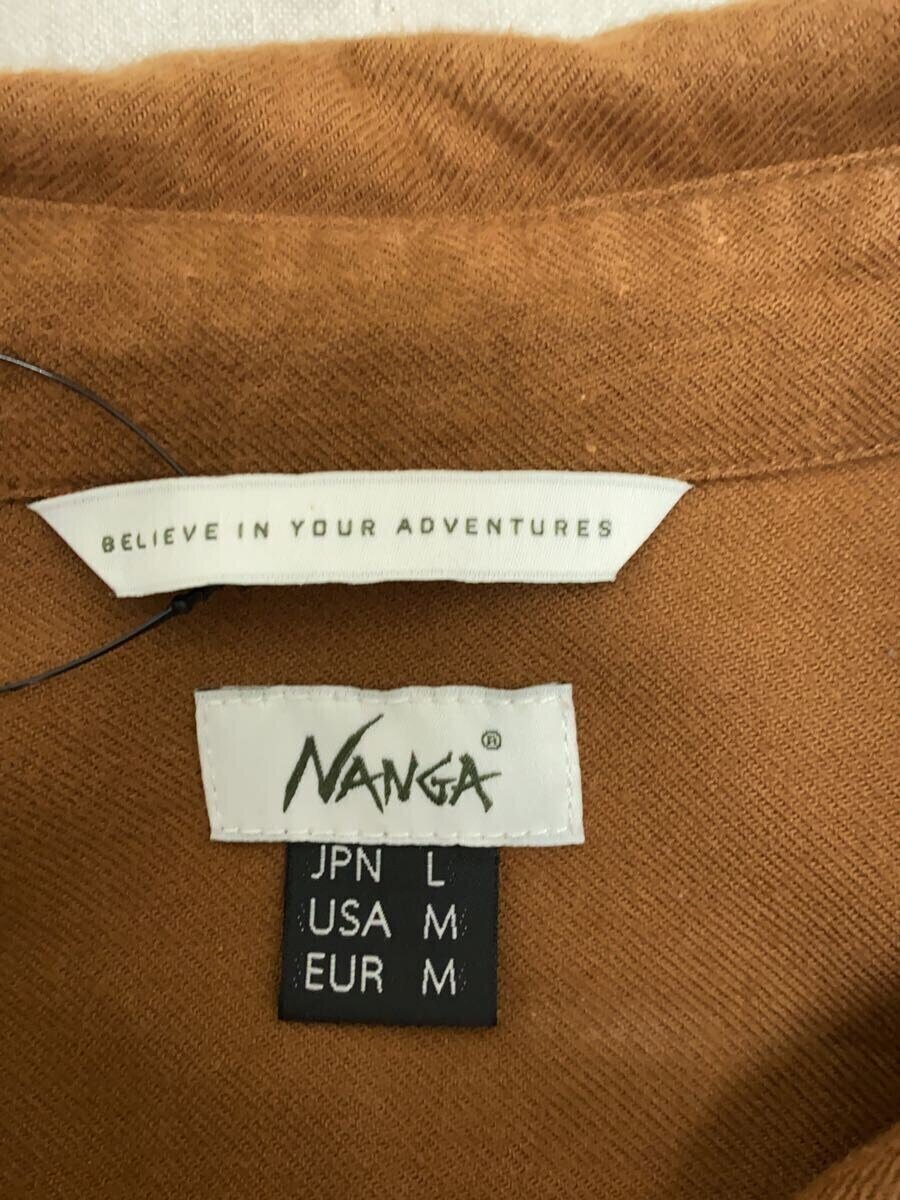 BELIEVE IN YOUR ADVENTURES
NANGA®
JPN L
USA M
EUR M